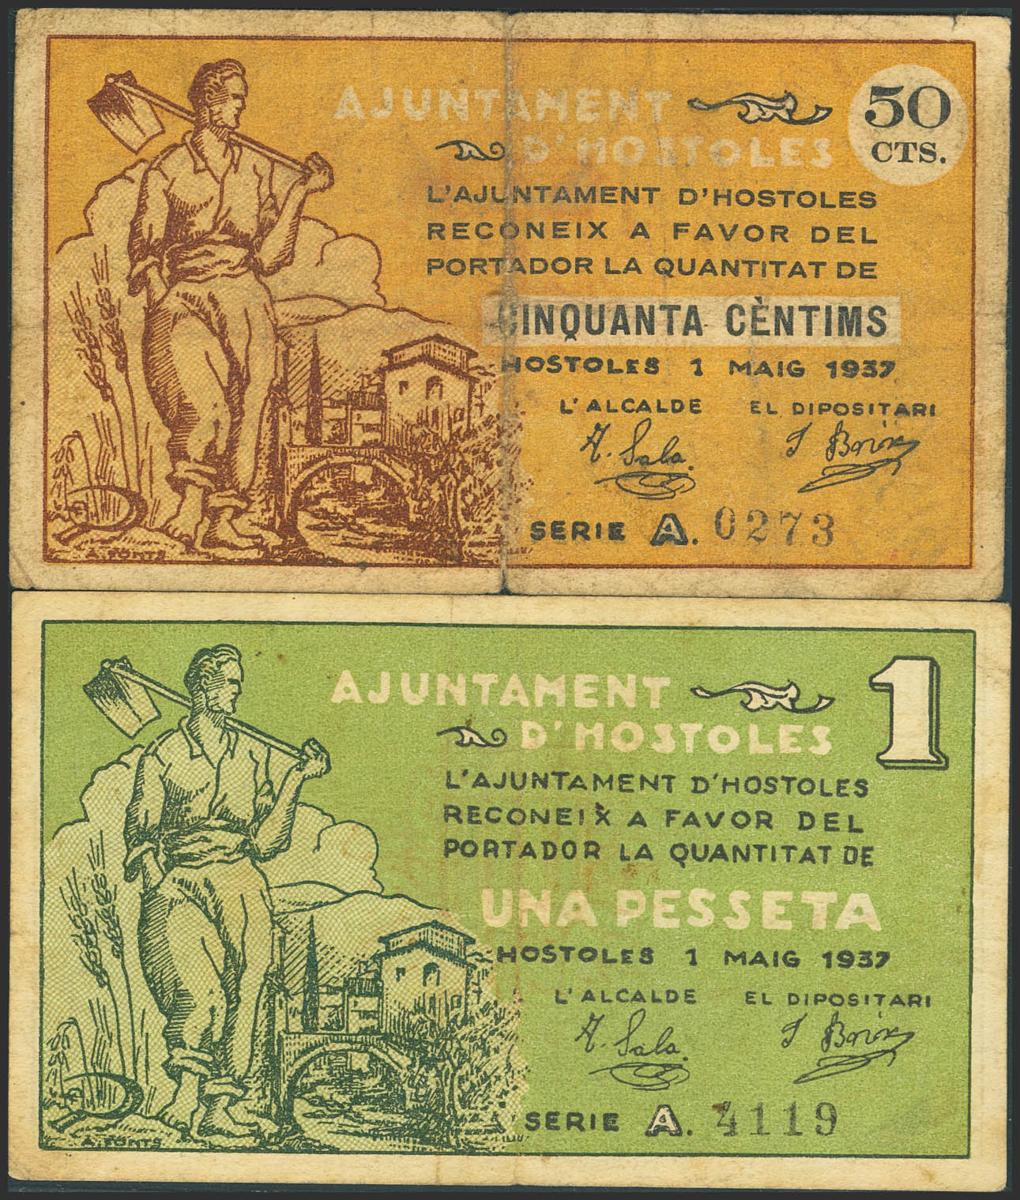 AJUNTAMENT
D'HOSTOLES
50
CTS.
L'AJUNTAMENT D'HOSTOLES
RECONEIX A FAVOR DEL
PORTADOR LA QUANTITAT DE
CINQUANTA CÈNTIMS
HOSTOLES 1 MAIG 1937
L'ALCALDE EL DIPOSITARI
A. Sala.
SERIE A. 0273
A. FONTS
AJUNTAMENT
D'HOSTOLES
1
L'AJUNTAMENT D'HOSTOLES
RECONEIX A FAVOR DEL
PORTADOR LA QUANTITAT DE
UNA PESSETA
HOSTOLES 1 MAIG 1937
L'ALCALDE EL DIPOSITARI
A. Sala.
SERIE A. 4119
A. FONTS